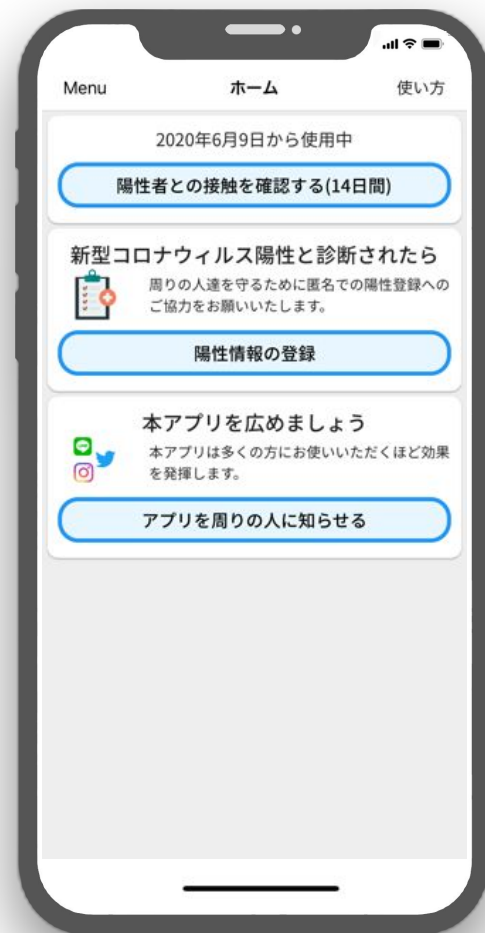 Menu ホーム 使い方
2020年6月9日から使用中
陽性者との接触を確認する(14日間)
新型コロナウィルス陽性と診断されたら
周りの人達を守るために匿名での陽性登録への
ご協力をお願いいたします。
陽性情報の登録
本アプリを広めましょう
本アプリは多くの方にお使いいただくほど効果
を発揮します。
アプリを周りの人に知らせる